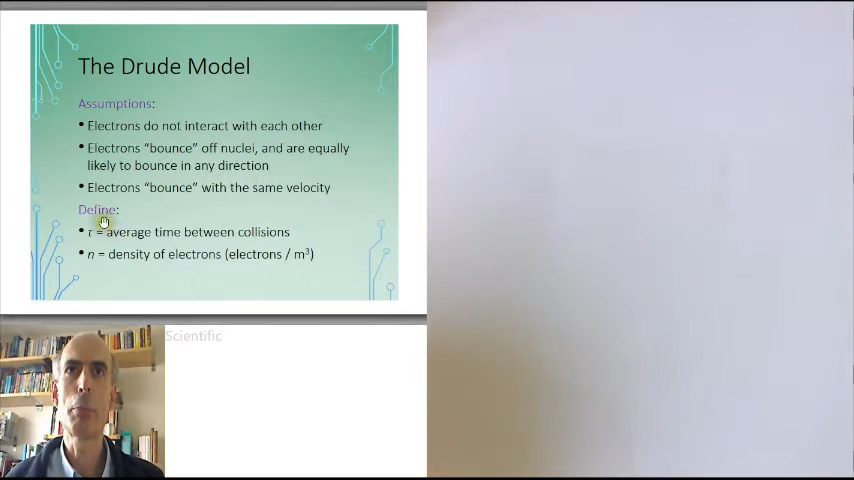 The Drude Model
Assumptions:
• Electrons do not interact with each other
• Electrons “bounce” off nuclei, and are equally
likely to bounce in any direction
• Electrons “bounce” with the same velocity
Define:
• τ = average time between collisions
• n = density of electrons (electrons / m³)
Scientific